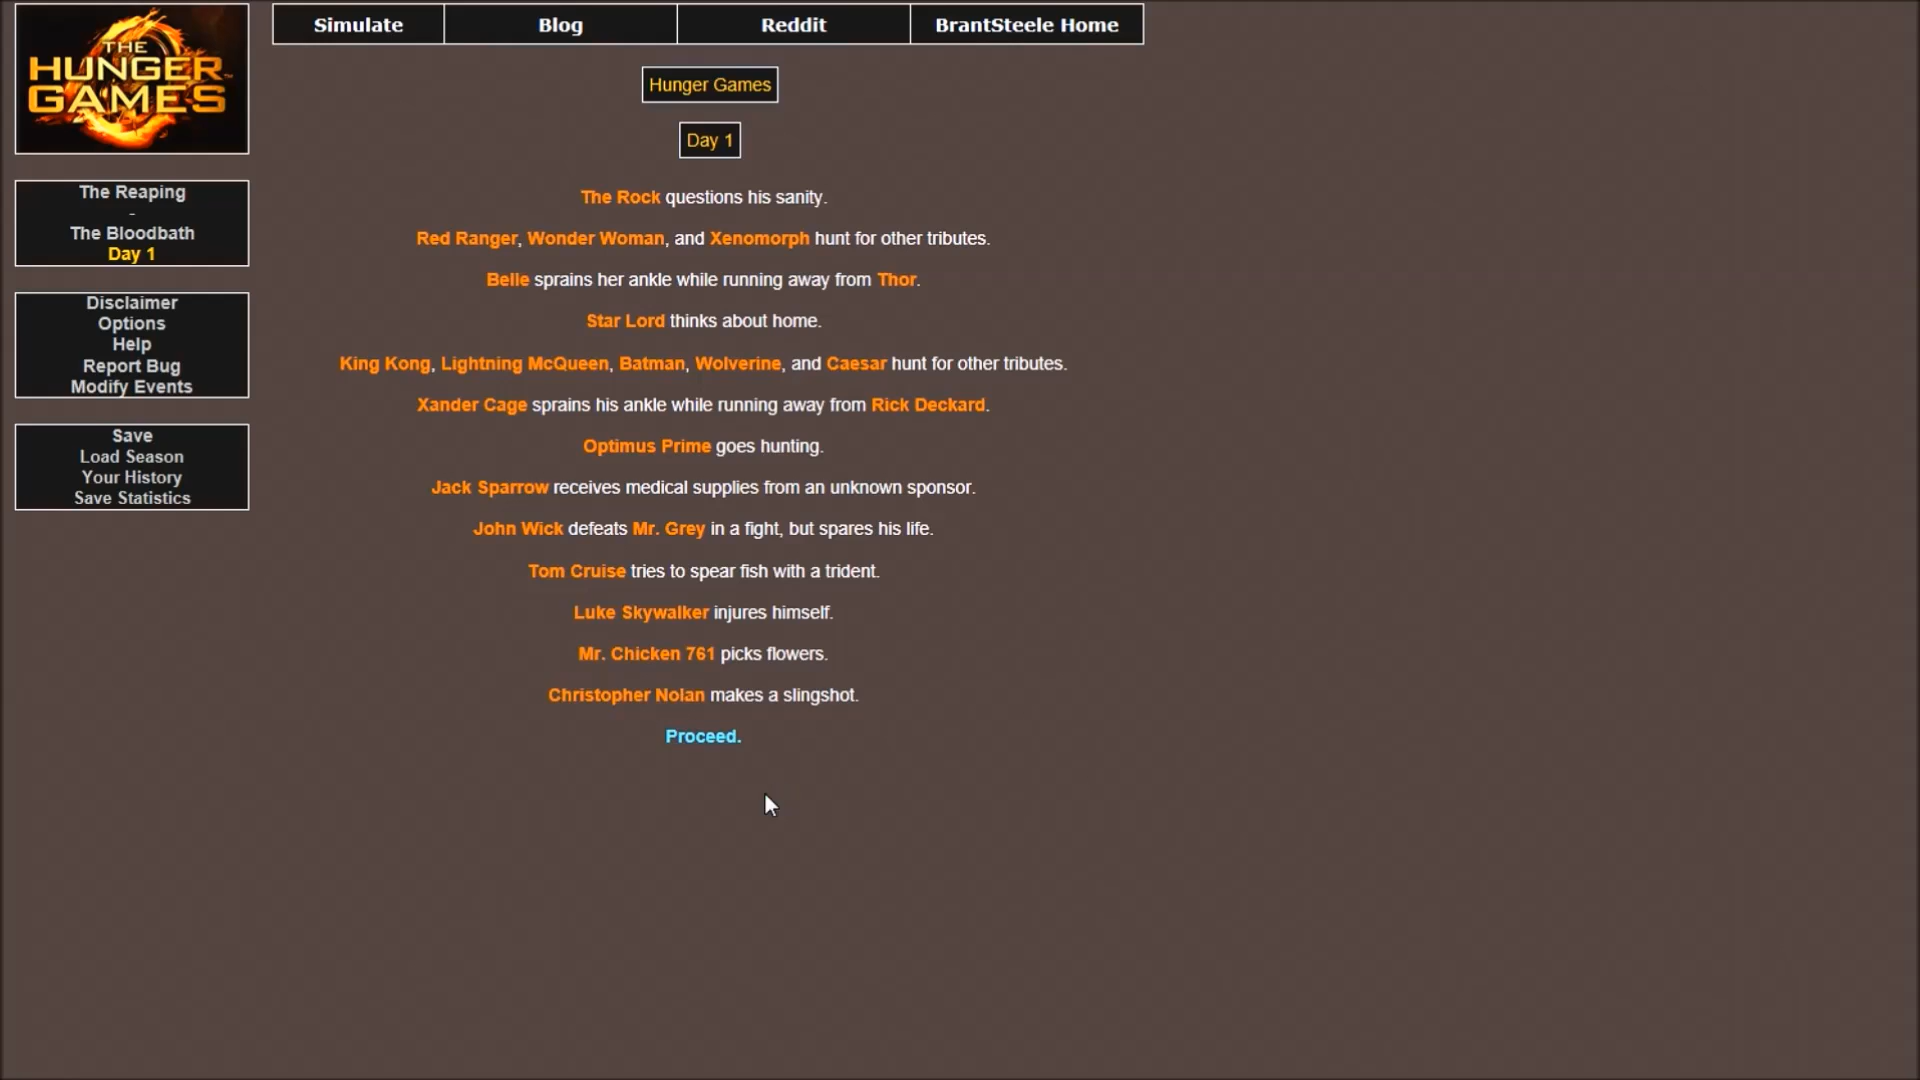 THE
HUNGER
GAMES
Simulate
Blog
Reddit
BrantSteele Home
The Reaping
-
The Bloodbath
Day 1
Disclaimer
Options
Help
Report Bug
Modify Events
Save
Load Season
Your History
Save Statistics
Hunger Games
Day 1
The Rock questions his sanity.
Red Ranger, Wonder Woman, and Xenomorph hunt for other tributes.
Belle sprains her ankle while running away from Thor.
Star Lord thinks about home.
King Kong, Lightning McQueen, Batman, Wolverine, and Caesar hunt for other tributes.
Xander Cage sprains his ankle while running away from Rick Deckard.
Optimus Prime goes hunting.
Jack Sparrow receives medical supplies from an unknown sponsor.
John Wick defeats Mr. Grey in a fight, but spares his life.
Tom Cruise tries to spear fish with a trident.
Luke Skywalker injures himself.
Mr. Chicken 761 picks flowers.
Christopher Nolan makes a slingshot.
Proceed.